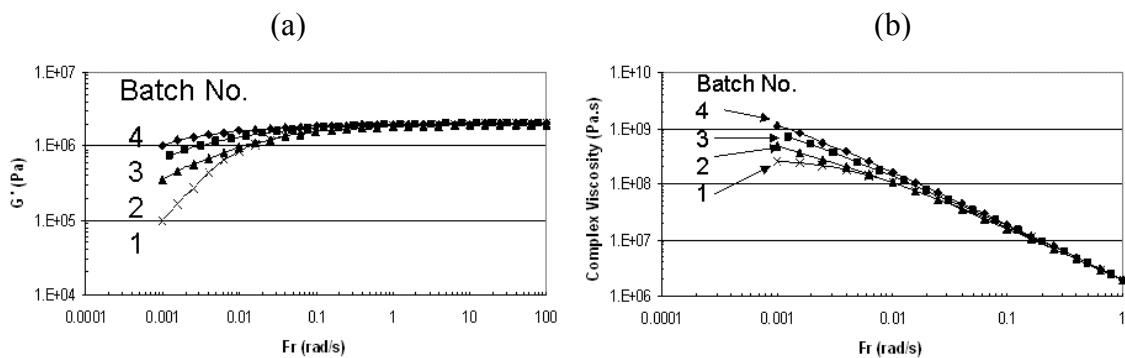 (a)
1.E+07
1.E+06
1.E+05
1.E+04
G' (Pa)
Batch No.
4
3
2
1
0.0001 0.001 0.01 0.1 1 10 100
Fr (rad/s)
(b)
1.E+10
1.E+09
1.E+08
1.E+07
1.E+06
Complex Viscosity (Pa.s)
Batch No.
4
3
2
1
0.0001 0.001 0.01 0.1 1
Fr (rad/s)